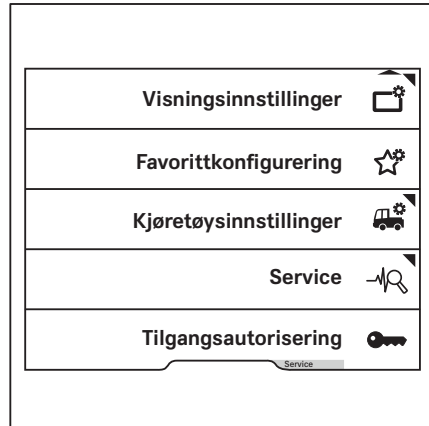 Visningsinnstillinger
Favorittkonfigurering
Kjøretøysinnstillinger
Service
Tilgangsautorisering
Service